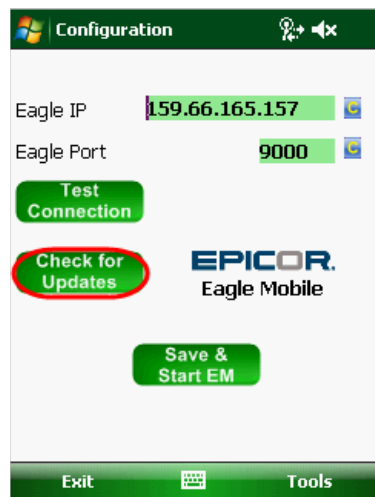 Configuration
Eagle IP 159.66.165.157 C
Eagle Port 9000 C
Test
Connection
Check for
Updates
EPICOR.
Eagle Mobile
Save &
Start EM
Exit Tools